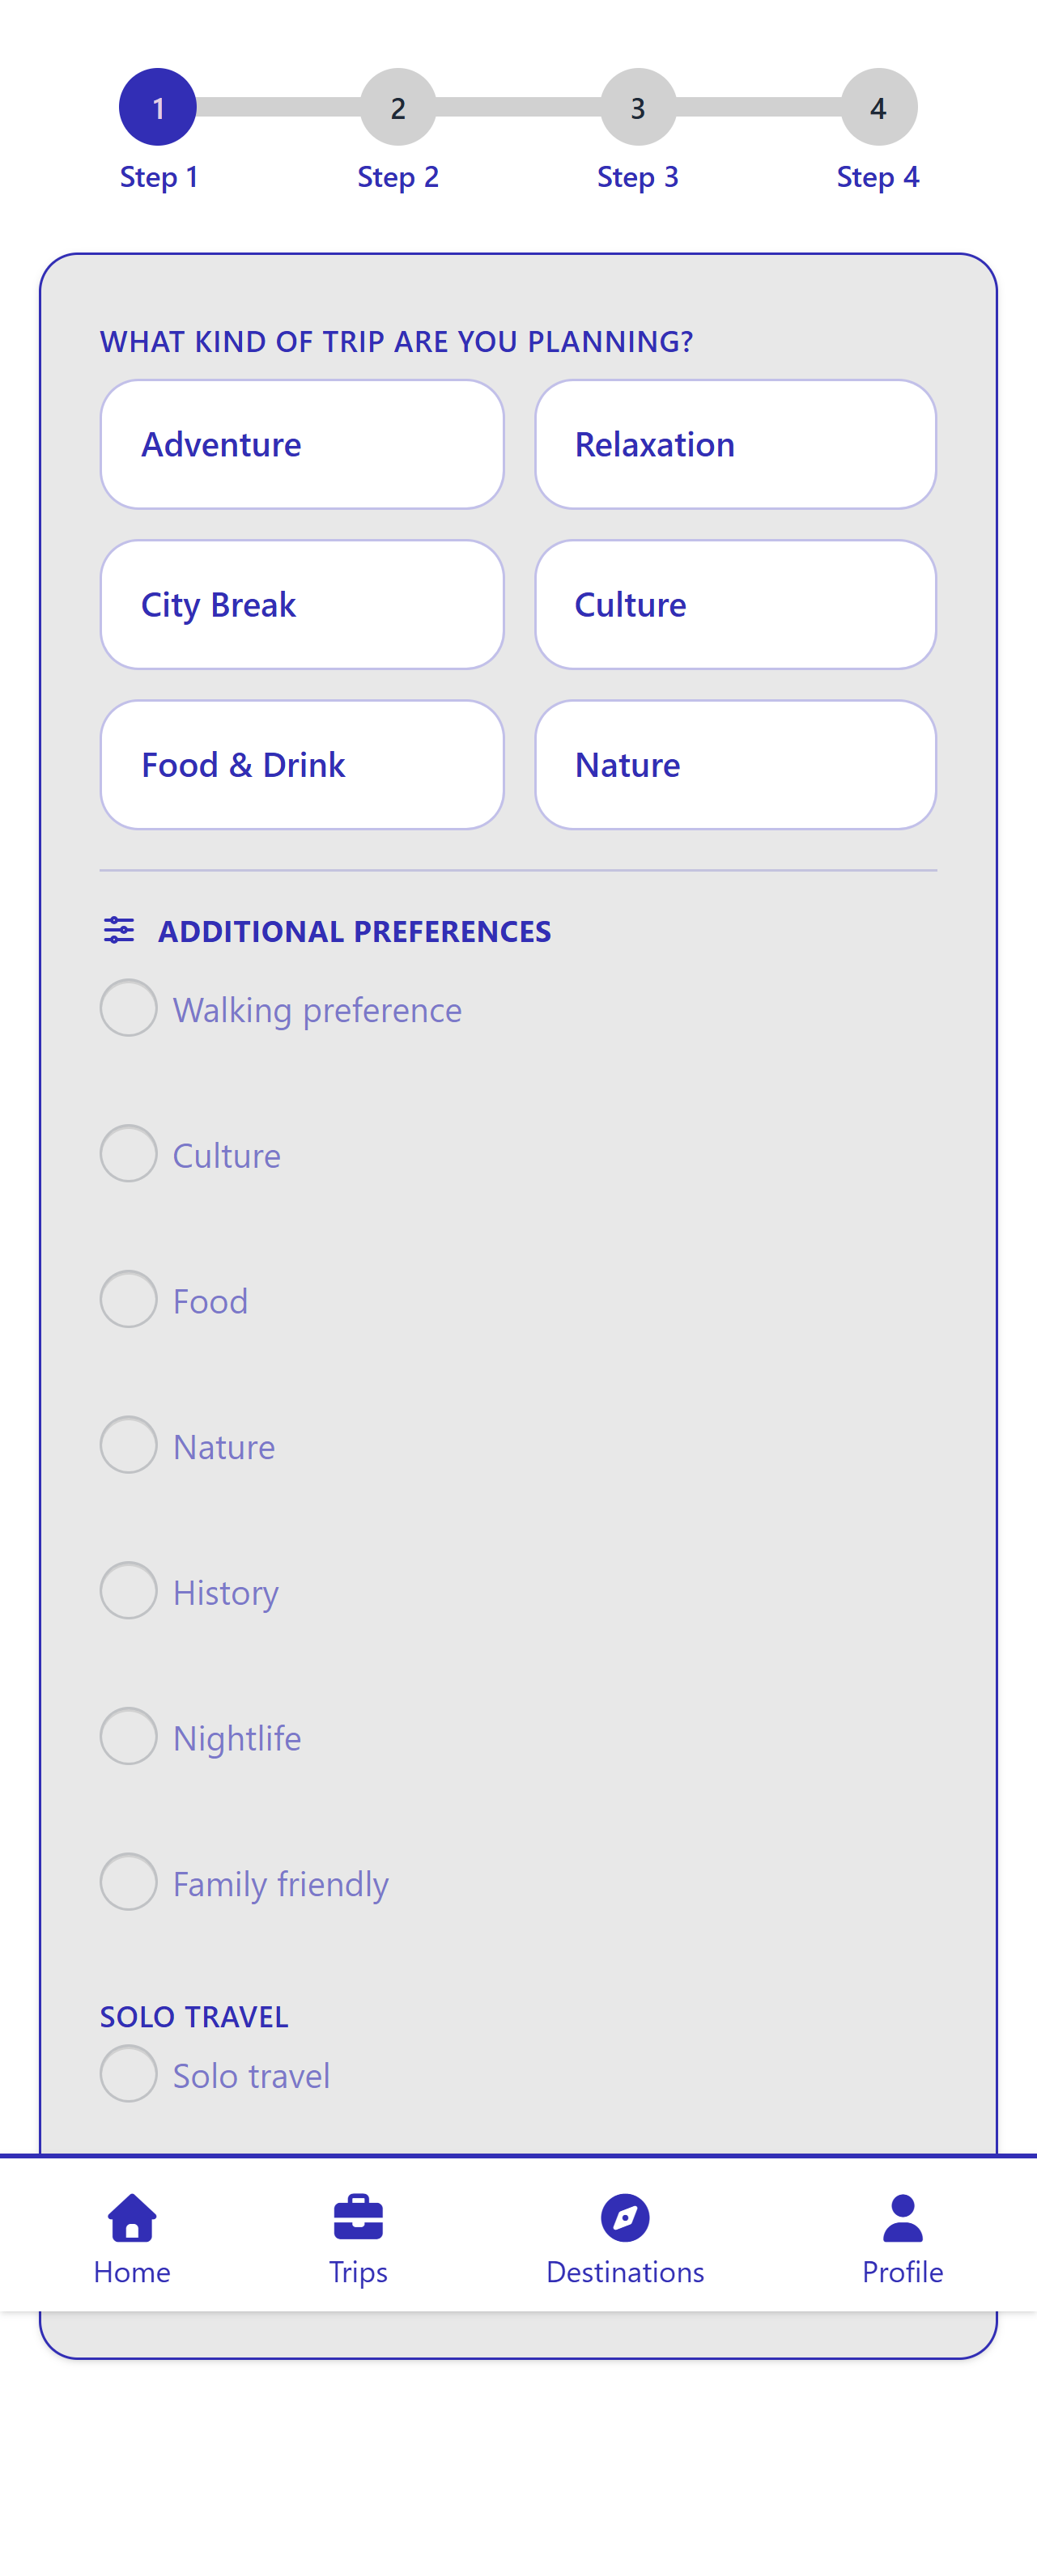 1 2 3 4
Step 1 Step 2 Step 3 Step 4
WHAT KIND OF TRIP ARE YOU PLANNING?
Adventure Relaxation
City Break Culture
Food & Drink Nature
ADDITIONAL PREFERENCES
Walking preference
Culture
Food
Nature
History
Nightlife
Family friendly
SOLO TRAVEL
Solo travel
Home Trips Destinations Profile